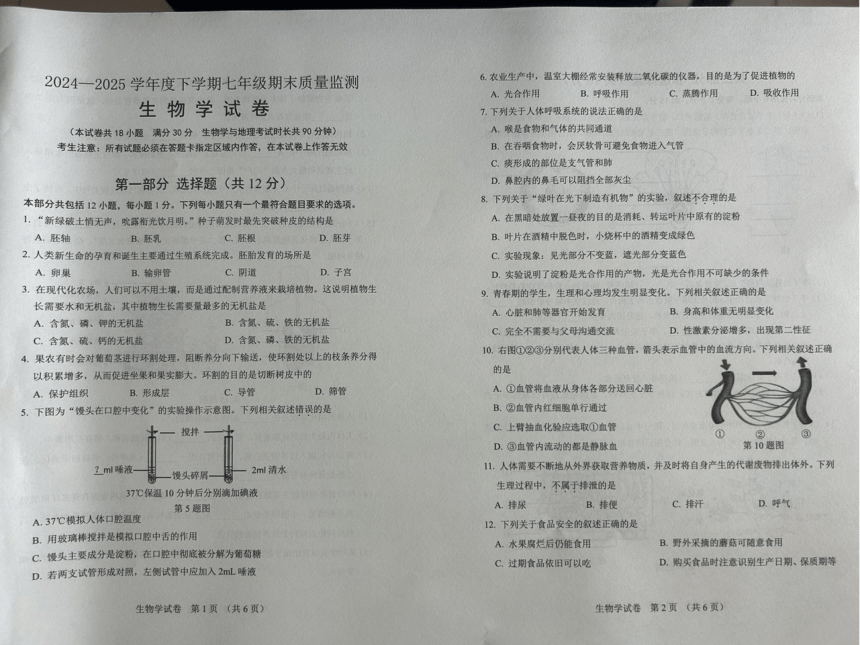 2024—2025 学年度下学期七年级期末质量监测
生 物 学 试 卷
（本试卷共 18 小题　满分 30 分　生物学与地理考试时长共 90 分钟）
考生注意：所有试题必须在答题卡指定区域内作答，在本试卷上作答无效
第一部分 选择题（共 12 分）
本部分共包括 12 小题，每小题 1 分。下列每小题只有一个最符合题目要求的选项。
1. “新绿破土悄无声，吹露衔光饮月明。”种子萌发时最先突破种皮的结构是
A. 胚轴　B. 胚乳　C. 胚根　D. 胚芽
2. 人类新生命的孕育和诞生主要通过生殖系统完成。胚胎发育的场所是
A. 卵巢　B. 输卵管　C. 阴道　D. 子宫
3. 在现代化农场，人们可以不用土壤，而是通过配制营养液来栽培植物。这说明植物生
长需要水和无机盐，其中植物生长需要量最多的无机盐是
A. 含氮、磷、钾的无机盐　B. 含氮、硫、铁的无机盐
C. 含氮、硫、钙的无机盐　D. 含氮、磷、铁的无机盐
4. 果农有时会对葡萄茎进行环割处理，阻断养分向下输送，使环割处以上的枝条养分得
以积累增多，从而促进坐果和果实膨大。环割的目的是切断树皮中的
A. 保护组织　B. 形成层　C. 导管　D. 筛管
5. 下图为“馒头在口腔中变化”的实验操作示意图。下列相关叙述错误的是
搅拌
? ml 唾液　馒头碎屑　2ml 清水
37℃保温 10 分钟后分别滴加碘液
第 5 题图
A. 37℃模拟人体口腔温度
B. 用玻璃棒搅拌是模拟口腔中舌的作用
C. 馒头主要成分是淀粉，在口腔中彻底被分解为葡萄糖
D. 若两支试管形成对照，左侧试管中应加入 2mL 唾液
生物学试卷　第 1 页　（共 6 页）
6. 农业生产中，温室大棚经常安装释放二氧化碳的仪器，目的是为了促进植物的
A. 光合作用　B. 呼吸作用　C. 蒸腾作用　D. 吸收作用
7. 下列关于人体呼吸系统的说法正确的是
A. 喉是食物和气体的共同通道
B. 在吞咽食物时，会厌软骨可避免食物进入气管
C. 痰形成的部位是支气管和肺
D. 鼻腔内的鼻毛可以阻挡全部灰尘
8. 下列关于“绿叶在光下制造有机物”的实验，叙述不合理的是
A. 在黑暗处放置一昼夜的目的是消耗、转运叶片中原有的淀粉
B. 叶片在酒精中脱色时，小烧杯中的酒精变成绿色
C. 实验现象：见光部分不变蓝，遮光部分变蓝色
D. 实验说明了淀粉是光合作用的产物，光是光合作用不可缺少的条件
9. 青春期的学生，生理和心理均发生明显变化。下列相关叙述正确的是
A. 心脏和肺等器官开始发育　B. 身高和体重无明显变化
C. 完全不需要与父母沟通交流　D. 性激素分泌增多，出现第二性征
10. 右图①②③分别代表人体三种血管，箭头表示血管中的血流方向。下列相关叙述正确
的是
A. ①血管将血液从身体各部分送回心脏
B. ②血管内红细胞单行通过
C. 上臂抽血化验应选取①血管
D. ③血管内流动的都是静脉血
①　②　③
第 10 题图
11. 人体需要不断地从外界获取营养物质，并及时将自身产生的代谢废物排出体外。下列
生理过程中，不属于排泄的是
A. 排尿　B. 排便　C. 排汗　D. 呼气
12. 下列关于食品安全的叙述正确的是
A. 水果腐烂后仍能食用　B. 野外采摘的蘑菇可随意食用
C. 过期食品依旧可以吃　D. 购买食品时注意识别生产日期、保质期等
生物学试卷　第 2 页　（共 6 页）